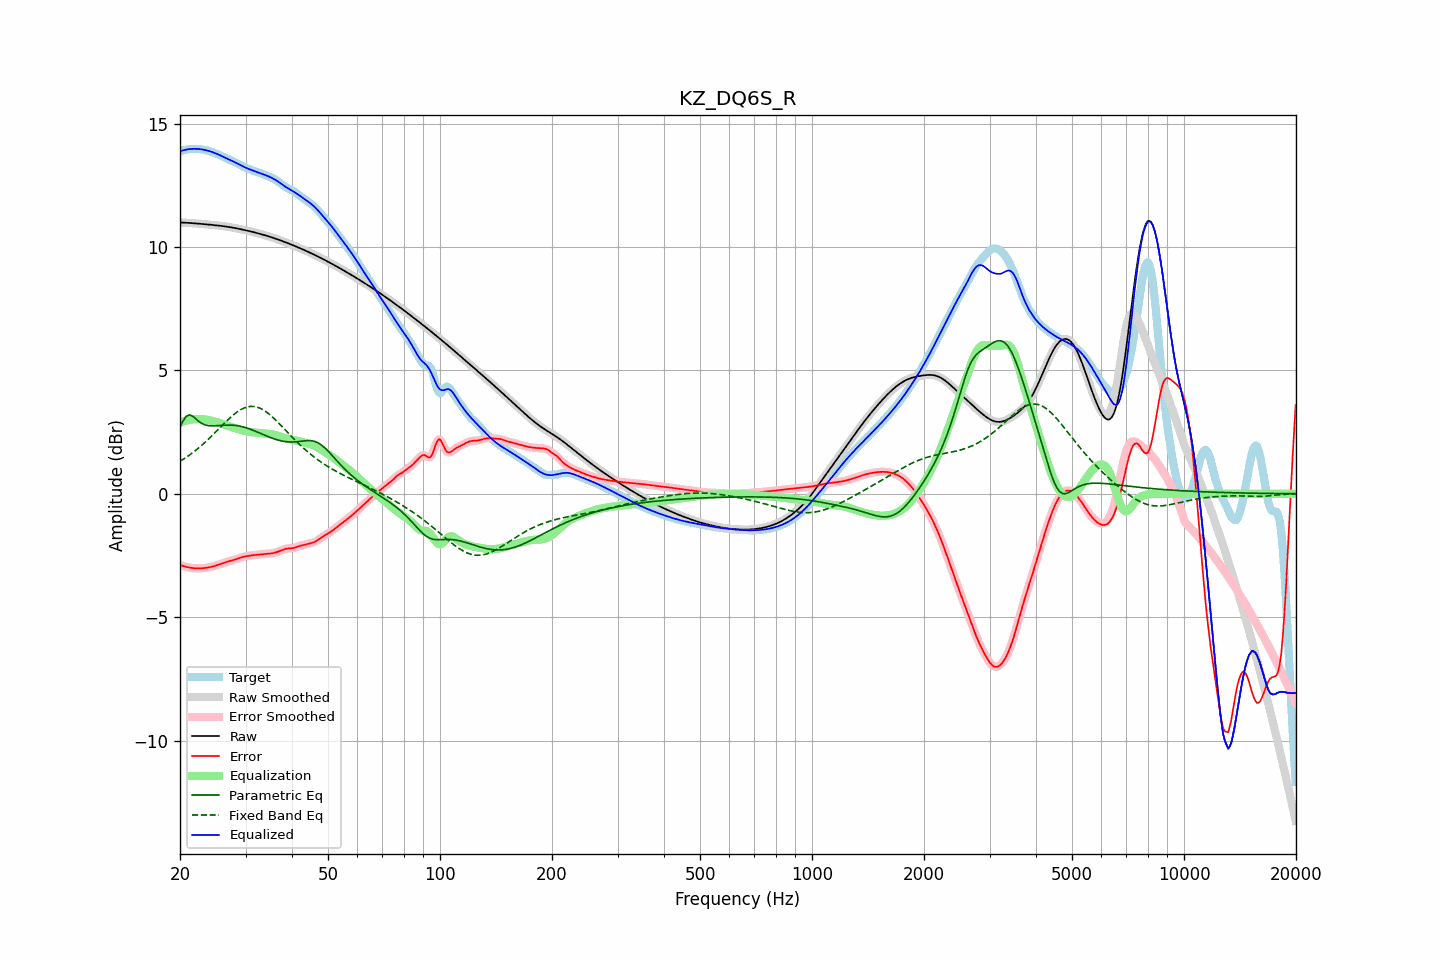 KZ_DQ6S_R
Amplitude (dBr)
15
10
5
0
−5
−10
Target
Raw Smoothed
Error Smoothed
Raw
Error
Equalization
Parametric Eq
Fixed Band Eq
Equalized
20 50 100 200 500 1000 2000 5000 10000 20000
Frequency (Hz)